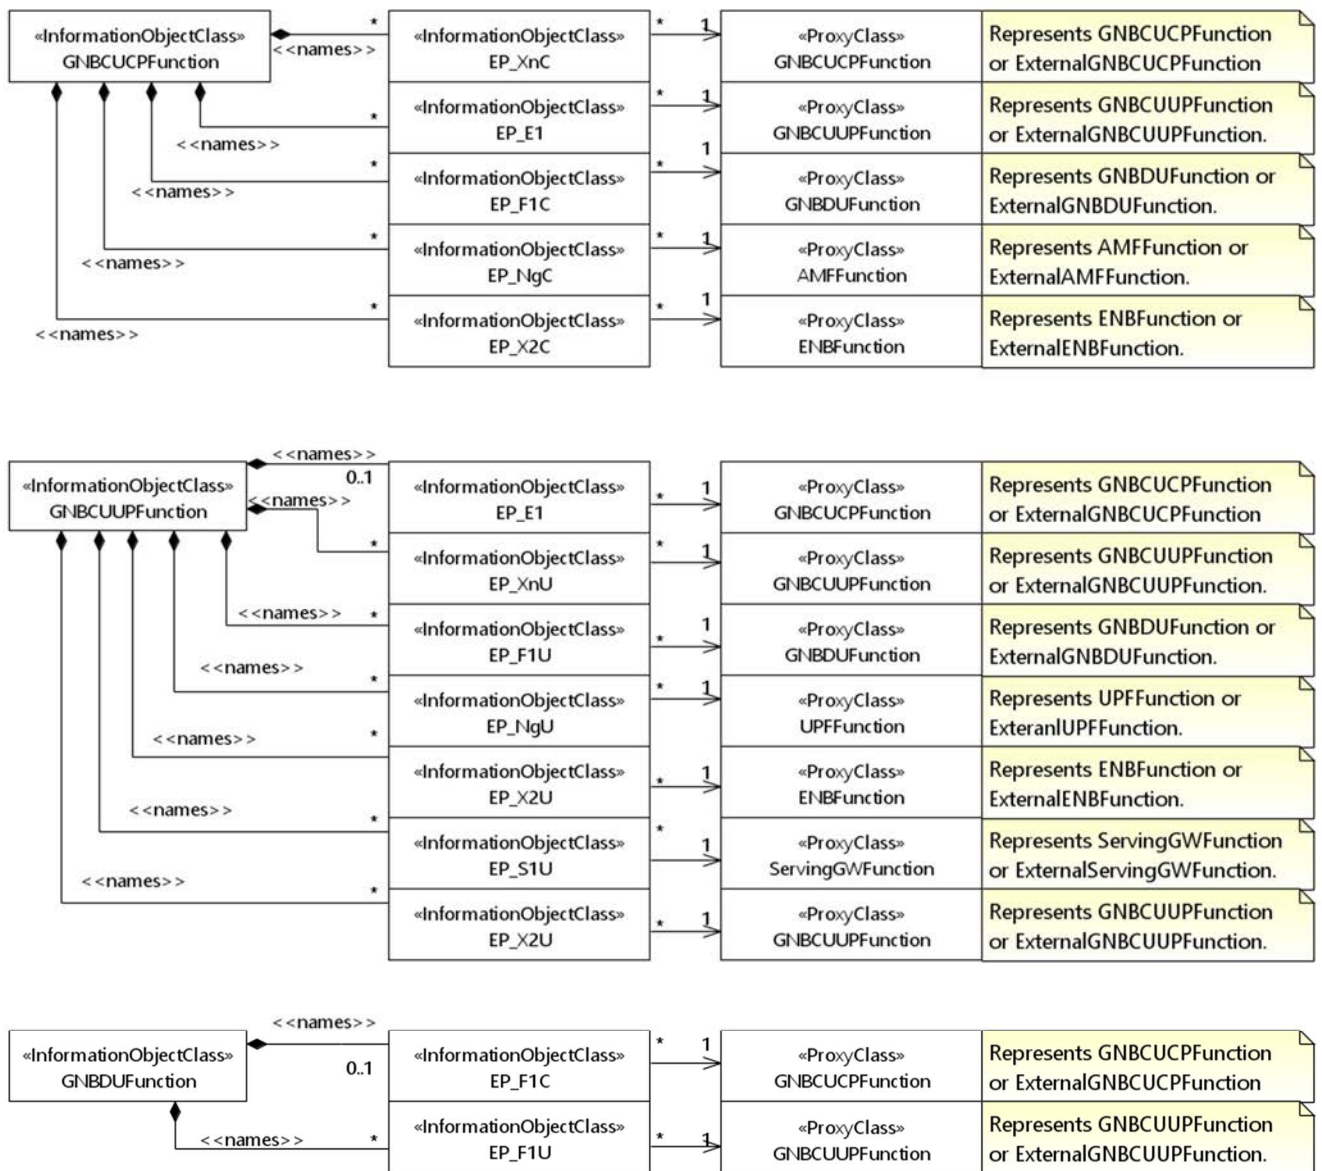 «InformationObjectClass»
GNBCUCPFunction
<<names>>
*
<<names>>
*
<<names>>
*
<<names>>
*
<<names>>
*
«InformationObjectClass»
EP_XnC
* 1
«ProxyClass»
GNBCUCPFunction
Represents GNBCUCPFunction
or ExternalGNBCUCPFunction
«InformationObjectClass»
EP_E1
* 1
«ProxyClass»
GNBCUUPFunction
Represents GNBCUUPFunction
or ExternalGNBCUUPFunction.
«InformationObjectClass»
EP_F1C
* 1
«ProxyClass»
GNBDUFunction
Represents GNBDUFunction or
ExternalGNBDUFunction.
«InformationObjectClass»
EP_NgC
* 1
«ProxyClass»
AMFFunction
Represents AMFFunction or
ExternalAMFFunction.
«InformationObjectClass»
EP_X2C
* 1
«ProxyClass»
ENBFunction
Represents ENBFunction or
ExternalENBFunction.
«InformationObjectClass»
GNBCUUPFunction
<<names>>
0..1
<<names>>
*
<<names>>
*
<<names>>
*
<<names>>
*
<<names>>
*
<<names>>
*
«InformationObjectClass»
EP_E1
* 1
«ProxyClass»
GNBCUCPFunction
Represents GNBCUCPFunction
or ExternalGNBCUCPFunction
«InformationObjectClass»
EP_XnU
* 1
«ProxyClass»
GNBCUUPFunction
Represents GNBCUUPFunction
or ExternalGNBCUUPFunction.
«InformationObjectClass»
EP_F1U
* 1
«ProxyClass»
GNBDUFunction
Represents GNBDUFunction or
ExternalGNBDUFunction.
«InformationObjectClass»
EP_NgU
* 1
«ProxyClass»
UPFFunction
Represents UPFFunction or
ExteranlUPFFunction.
«InformationObjectClass»
EP_X2U
* 1
«ProxyClass»
ENBFunction
Represents ENBFunction or
ExternalENBFunction.
«InformationObjectClass»
EP_S1U
* 1
«ProxyClass»
ServingGWFunction
Represents ServingGWFunction
or ExternalServingGWFunction.
«InformationObjectClass»
EP_X2U
* 1
«ProxyClass»
GNBCUUPFunction
Represents GNBCUUPFunction
or ExternalGNBCUUPFunction.
«InformationObjectClass»
GNBDUFunction
<<names>>
0..1
<<names>>
*
«InformationObjectClass»
EP_F1C
* 1
«ProxyClass»
GNBCUCPFunction
Represents GNBCUCPFunction
or ExternalGNBCUCPFunction
«InformationObjectClass»
EP_F1U
* 1
«ProxyClass»
GNBCUUPFunction
Represents GNBCUUPFunction
or ExternalGNBCUUPFunction.